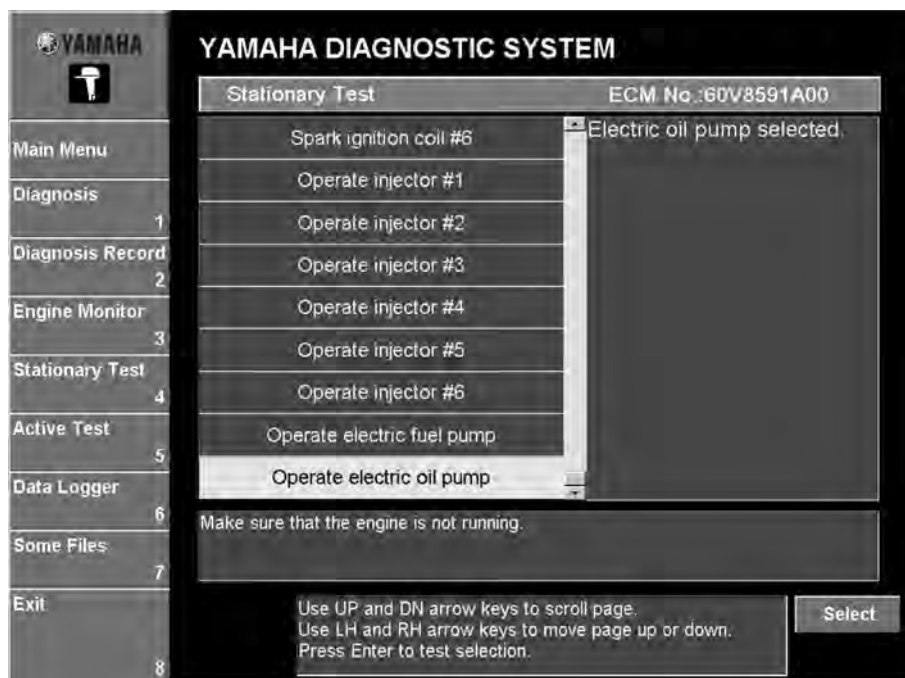 YAMAHA
YAMAHA DIAGNOSTIC SYSTEM
Stationary Test ECM No.:60V8591A00
Main Menu
Diagnosis
1
Diagnosis Record
2
Engine Monitor
3
Stationary Test
4
Active Test
5
Data Logger
6
Some Files
7
Exit
8
Spark ignition coil #6
Operate injector #1
Operate injector #2
Operate injector #3
Operate injector #4
Operate injector #5
Operate injector #6
Operate electric fuel pump
Operate electric oil pump
Electric oil pump selected.
Make sure that the engine is not running.
Use UP and DN arrow keys to scroll page.
Use LH and RH arrow keys to move page up or down.
Press Enter to test selection.
Select